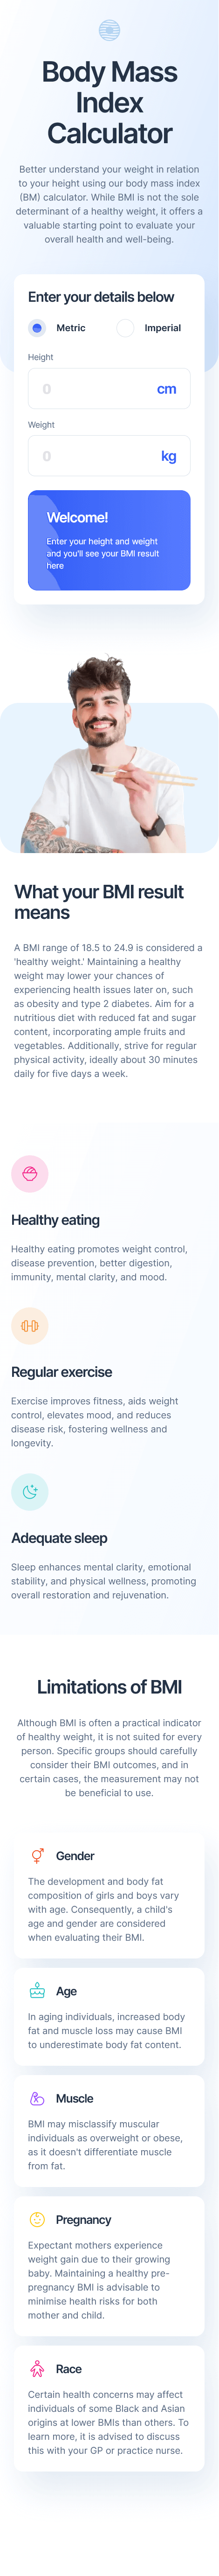 Body Mass
Index
Calculator
Better understand your weight in relation
to your height using our body mass index
(BM) calculator. While BMI is not the sole
determinant of a healthy weight, it offers a
valuable starting point to evaluate your
overall health and well-being.
Enter your details below
Metric Imperial
Height
0 cm
Weight
0 kg
Welcome!
Enter your height and weight
and you'll see your BMI result
here
What your BMI result
means
A BMI range of 18.5 to 24.9 is considered a
'healthy weight.' Maintaining a healthy
weight may lower your chances of
experiencing health issues later on, such
as obesity and type 2 diabetes. Aim for a
nutritious diet with reduced fat and sugar
content, incorporating ample fruits and
vegetables. Additionally, strive for regular
physical activity, ideally about 30 minutes
daily for five days a week.
Healthy eating
Healthy eating promotes weight control,
disease prevention, better digestion,
immunity, mental clarity, and mood.
Regular exercise
Exercise improves fitness, aids weight
control, elevates mood, and reduces
disease risk, fostering wellness and
longevity.
Adequate sleep
Sleep enhances mental clarity, emotional
stability, and physical wellness, promoting
overall restoration and rejuvenation.
Limitations of BMI
Although BMI is often a practical indicator
of healthy weight, it is not suited for every
person. Specific groups should carefully
consider their BMI outcomes, and in
certain cases, the measurement may not
be beneficial to use.
Gender
The development and body fat
composition of girls and boys vary
with age. Consequently, a child's
age and gender are considered
when evaluating their BMI.
Age
In aging individuals, increased body
fat and muscle loss may cause BMI
to underestimate body fat content.
Muscle
BMI may misclassify muscular
individuals as overweight or obese,
as it doesn't differentiate muscle
from fat.
Pregnancy
Expectant mothers experience
weight gain due to their growing
baby. Maintaining a healthy pre-
pregnancy BMI is advisable to
minimise health risks for both
mother and child.
Race
Certain health concerns may affect
individuals of some Black and Asian
origins at lower BMIs than others. To
learn more, it is advised to discuss
this with your GP or practice nurse.